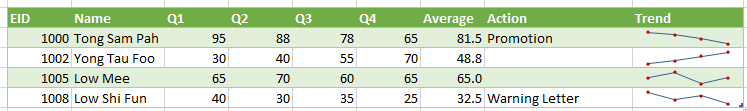 EID Name Q1 Q2 Q3 Q4 Average Action Trend
1000 Tong Sam Pah 95 88 78 65 81.5 Promotion
1002 Yong Tau Foo 30 40 55 70 48.8
1005 Low Mee 65 70 60 65 65.0
1008 Low Shi Fun 40 30 35 25 32.5 Warning Letter